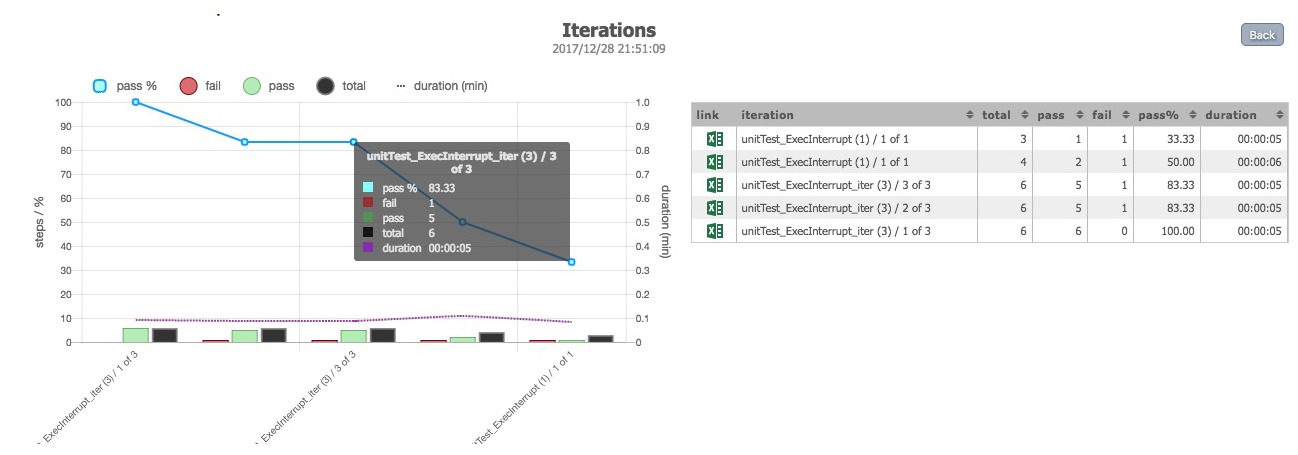 Iterations
2017/12/28 21:51:09
Back
pass % fail pass total duration (min)
100
90
80
70
60
50
40
30
20
10
0
steps / %
1.0
0.9
0.8
0.7
0.6
0.5
0.4
0.3
0.2
0.1
0
duration (min)
unitTest_ExecInterrupt_iter (3) / 3
of 3
pass % 83.33
fail 1
pass 5
total 6
duration 00:00:05
_ExecInterrupt_iter (3) / 1 of 3
_ExecInterrupt_iter (3) / 3 of 3
Test_ExecInterrupt (1) / 1 of 1
link iteration total pass fail pass% duration
unitTest_ExecInterrupt (1) / 1 of 1 3 1 1 33.33 00:00:05
unitTest_ExecInterrupt (1) / 1 of 1 4 2 1 50.00 00:00:06
unitTest_ExecInterrupt_iter (3) / 3 of 3 6 5 1 83.33 00:00:05
unitTest_ExecInterrupt_iter (3) / 2 of 3 6 5 1 83.33 00:00:05
unitTest_ExecInterrupt_iter (3) / 1 of 3 6 6 0 100.00 00:00:05